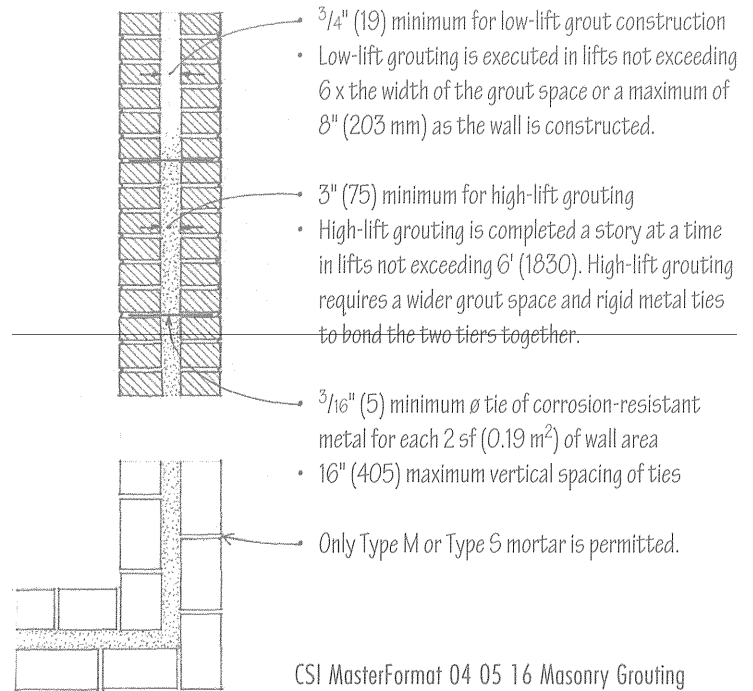 • 3/4" (19) minimum for low-lift grout construction
• Low-lift grouting is executed in lifts not exceeding
6 x the width of the grout space or a maximum of
8" (203 mm) as the wall is constructed.
• 3" (75) minimum for high-lift grouting
• High-lift grouting is completed a story at a time
in lifts not exceeding 6' (1830). High-lift grouting
requires a wider grout space and rigid metal ties
to bond the two tiers together.
• 3/16" (5) minimum ø tie of corrosion-resistant
metal for each 2 sf (0.19 m²) of wall area
• 16" (405) maximum vertical spacing of ties
• Only Type M or Type S mortar is permitted.
CSI MasterFormat 04 05 16 Masonry Grouting